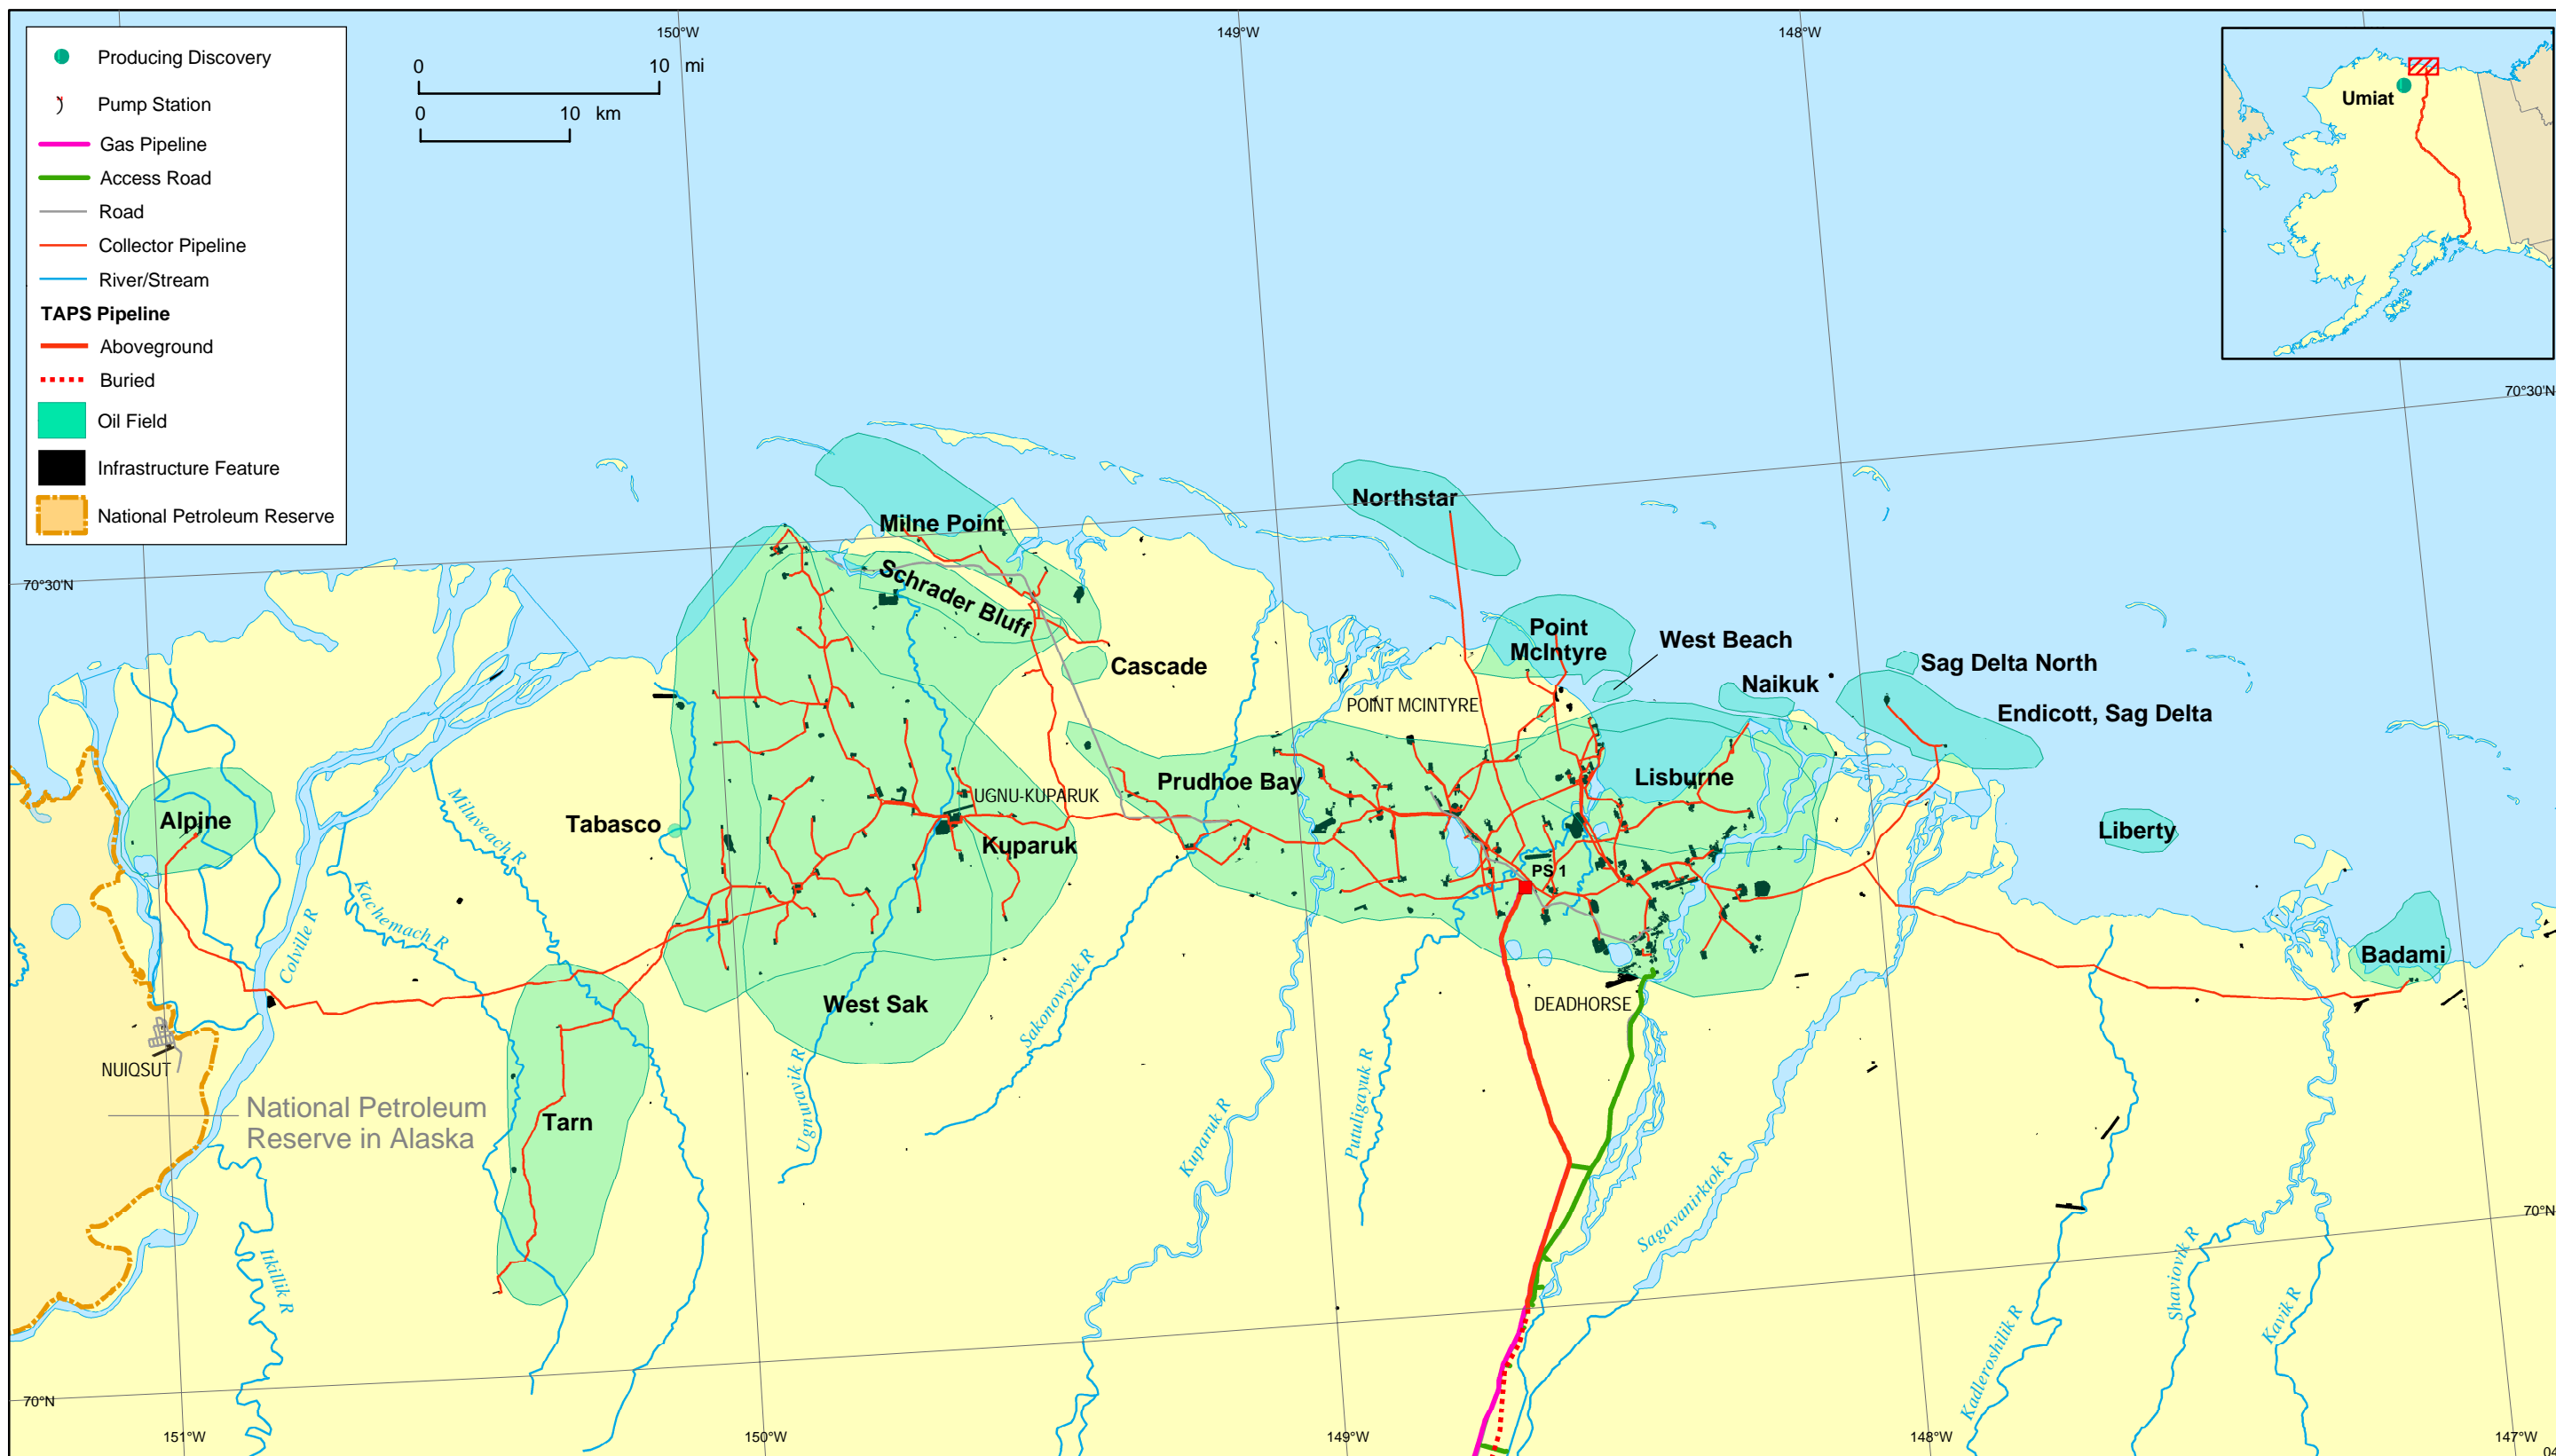 Producing Discovery
Pump Station
Gas Pipeline
Access Road
Road
Collector Pipeline
River/Stream
TAPS Pipeline
Aboveground
Buried
Oil Field
Infrastructure Feature
National Petroleum Reserve
0 10 mi
0 10 km
150°W
149°W
148°W
Umiat
70°30'N
70°30'N
Northstar
Milne Point
Schrader Bluff
Point
McIntyre
West Beach
Cascade
Sag Delta North
Naikuk
POINT MCINTYRE
Endicott, Sag Delta
Prudhoe Bay
Lisburne
UGNU-KUPARUK
Alpine
Tabasco
Kuparuk
Liberty
Miluveach R
PS 1
Kachemach R
Colville R
Badami
West Sak
Sakonowyak R
DEADHORSE
NUIQSUT
National Petroleum
Reserve in Alaska
Tarn
Ugnuravik R
Kuparuk R
Putuligayuk R
Sagavanirktok R
70°N
Itkillik R
Shaviovik R
Kavik R
Kadleroshilik R
70°N
151°W
150°W
149°W
148°W
147°W
04